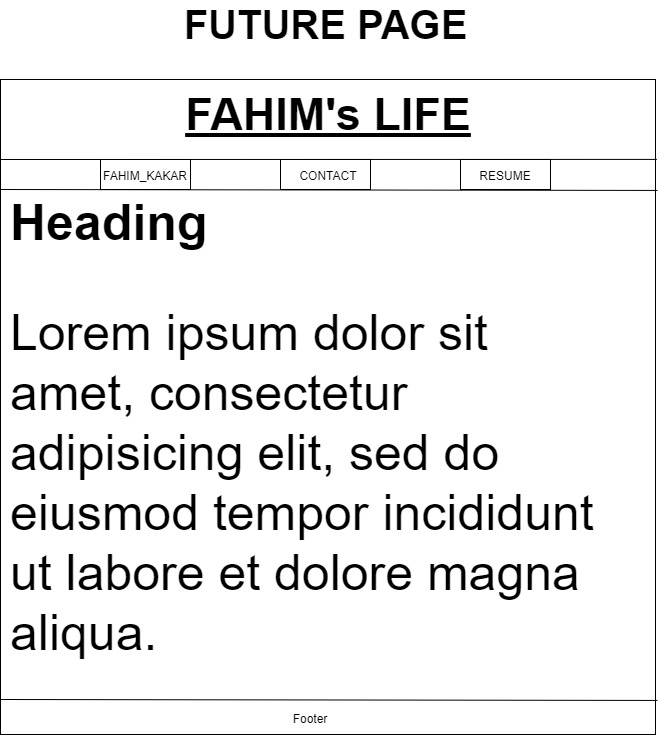 FUTURE PAGE
FAHIM's LIFE
FAHIM_KAKAR CONTACT RESUME
Heading
Lorem ipsum dolor sit
amet, consectetur
adipisicing elit, sed do
eiusmod tempor incididunt
ut labore et dolore magna
aliqua.
Footer